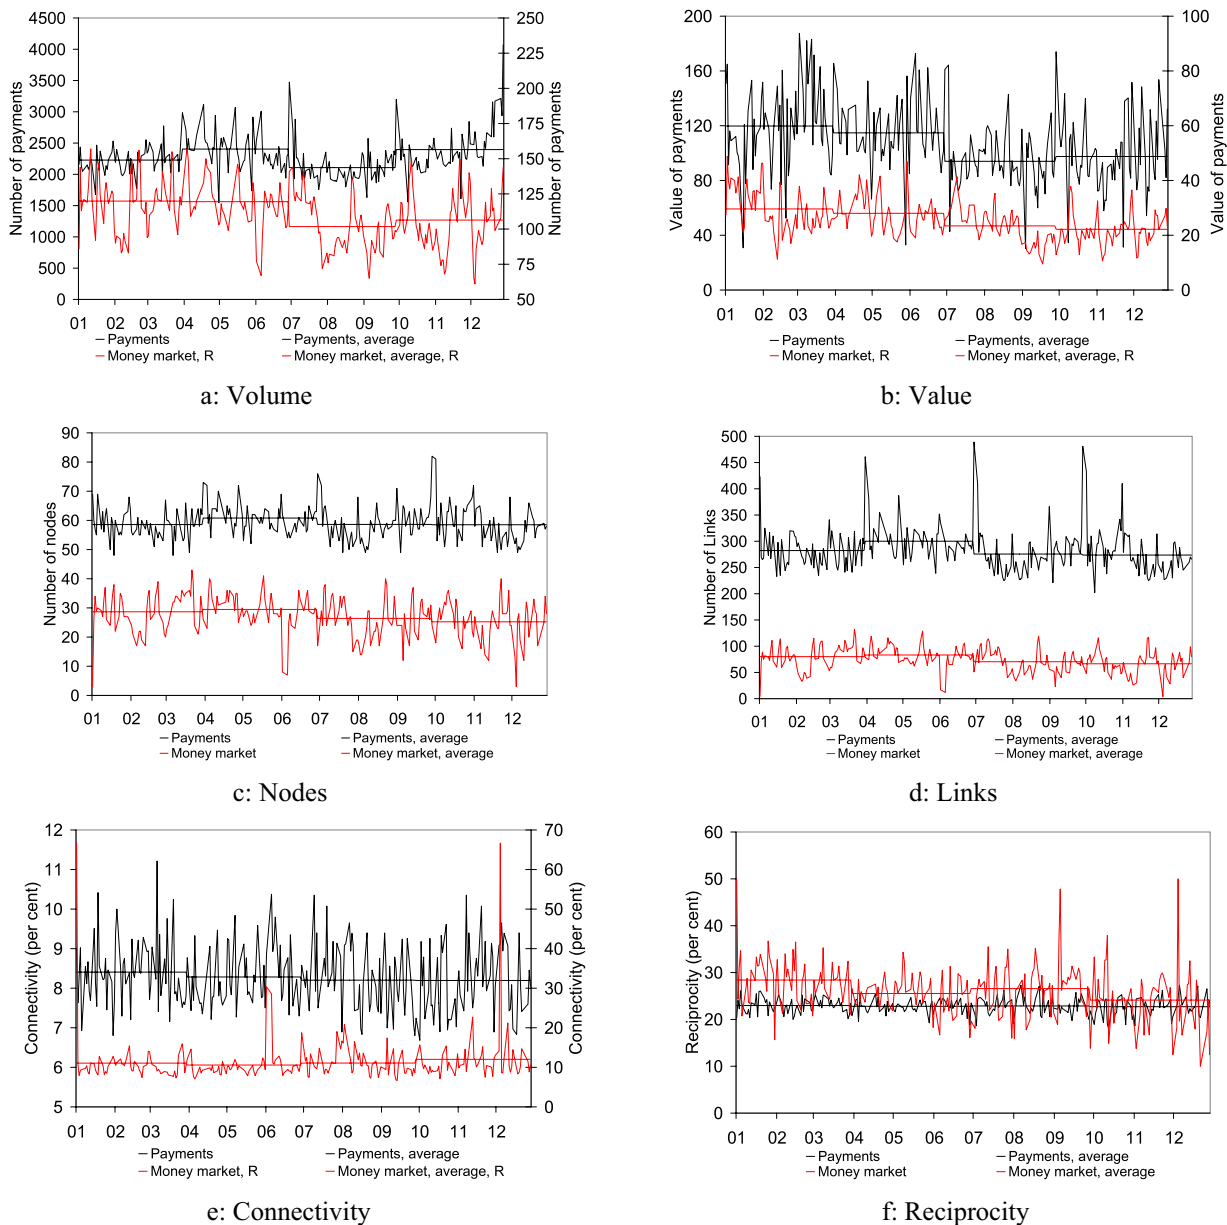 4500
4000
3500
3000
2500
2000
1500
1000
500
0
Number of payments
250
225
200
175
150
125
100
75
50
Number of payments
01 02 03 04 05 06 07 08 09 10 11 12
Payments
Payments, average
Money market, R
Money market, average, R
a: Volume
200
160
120
80
40
0
Value of payments
100
80
60
40
20
0
Value of payments
01 02 03 04 05 06 07 08 09 10 11 12
Payments
Payments, average
Money market, R
Money market, average, R
b: Value
90
80
70
60
50
40
30
20
10
0
Number of nodes
01 02 03 04 05 06 07 08 09 10 11 12
Payments
Payments, average
Money market
Money market, average
c: Nodes
500
450
400
350
300
250
200
150
100
50
0
Number of Links
01 02 03 04 05 06 07 08 09 10 11 12
Payments
Payments, average
Money market
Money market, average
d: Links
12
11
10
9
8
7
6
5
Connectivity (per cent)
70
60
50
40
30
20
10
0
Connectivity (per cent)
01 02 03 04 05 06 07 08 09 10 11 12
Payments
Payments, average
Money market, R
Money market, average, R
e: Connectivity
60
50
40
30
20
10
0
Reciprocity (per cent)
01 02 03 04 05 06 07 08 09 10 11 12
Payments
Payments, average
Money market
Money market, average
f: Reciprocity